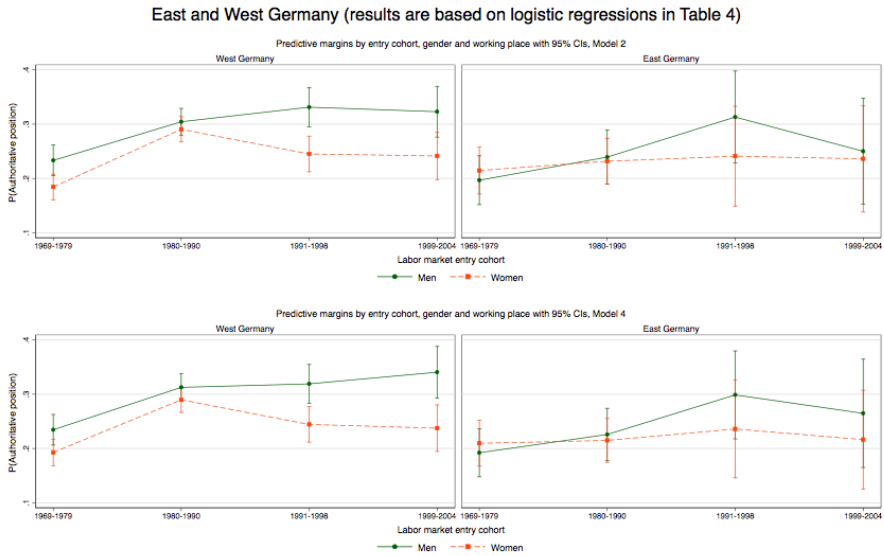 East and West Germany (results are based on logistic regressions in Table 4)
Predictive margins by entry cohort, gender and working place with 95% CIs, Model 2
West Germany East Germany
P(Authoritative position)
.4
.3
.2
.1
1969-1979 1980-1990 1991-1998 1999-2004 1969-1979 1980-1990 1991-1998 1999-2004
Labor market entry cohort
Men Women
Predictive margins by entry cohort, gender and working place with 95% CIs, Model 4
West Germany East Germany
P(Authoritative position)
.4
.3
.2
.1
1969-1979 1980-1990 1991-1998 1999-2004 1969-1979 1980-1990 1991-1998 1999-2004
Labor market entry cohort
Men Women